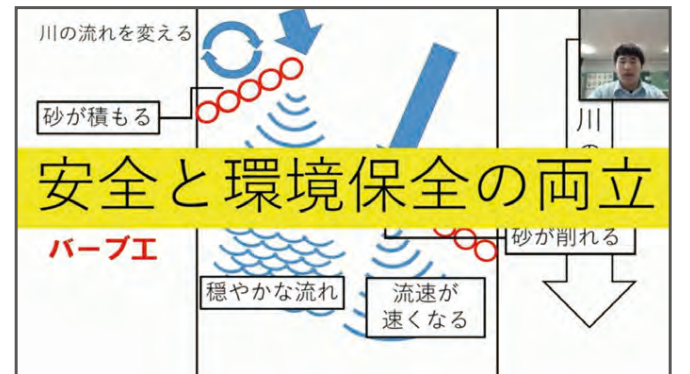 川の流れを変える
砂が積もる
川
安全と環境保全の両立
バーブ工
砂が削れる
穏やかな流れ
流速が
速くなる